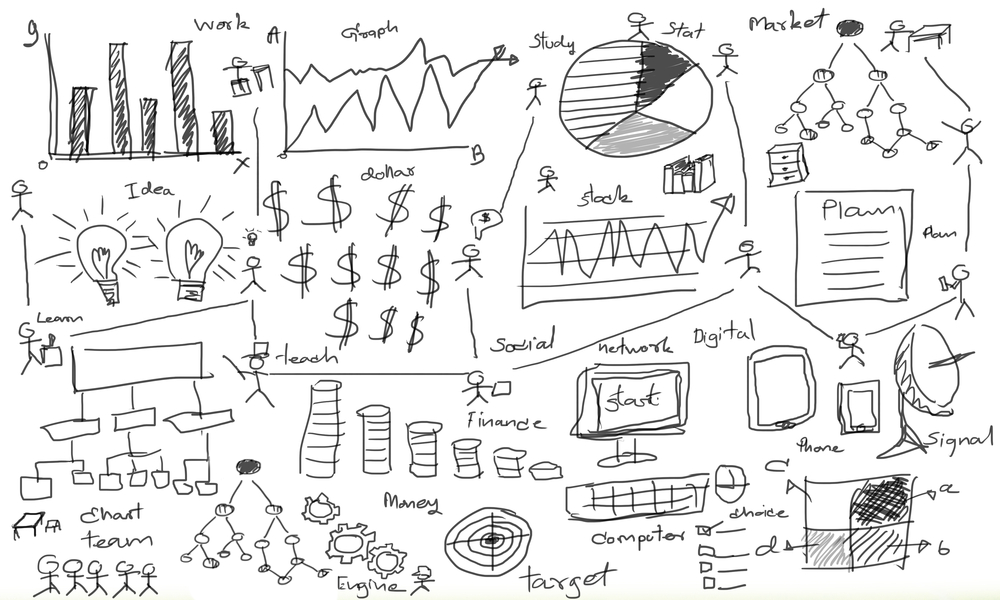 Work
y
o
x
Graph
A
B
Study
Stat
Market
Idea
dollar
$ $ $ $
$
$ $ $ $
$ $ $
stock
Plan
Plan
Learn
teach
Social
network
Digital
start
Finance
Phone
Signal
Chart
team
Money
Engine
target
Computer
choice
c
a
d
b